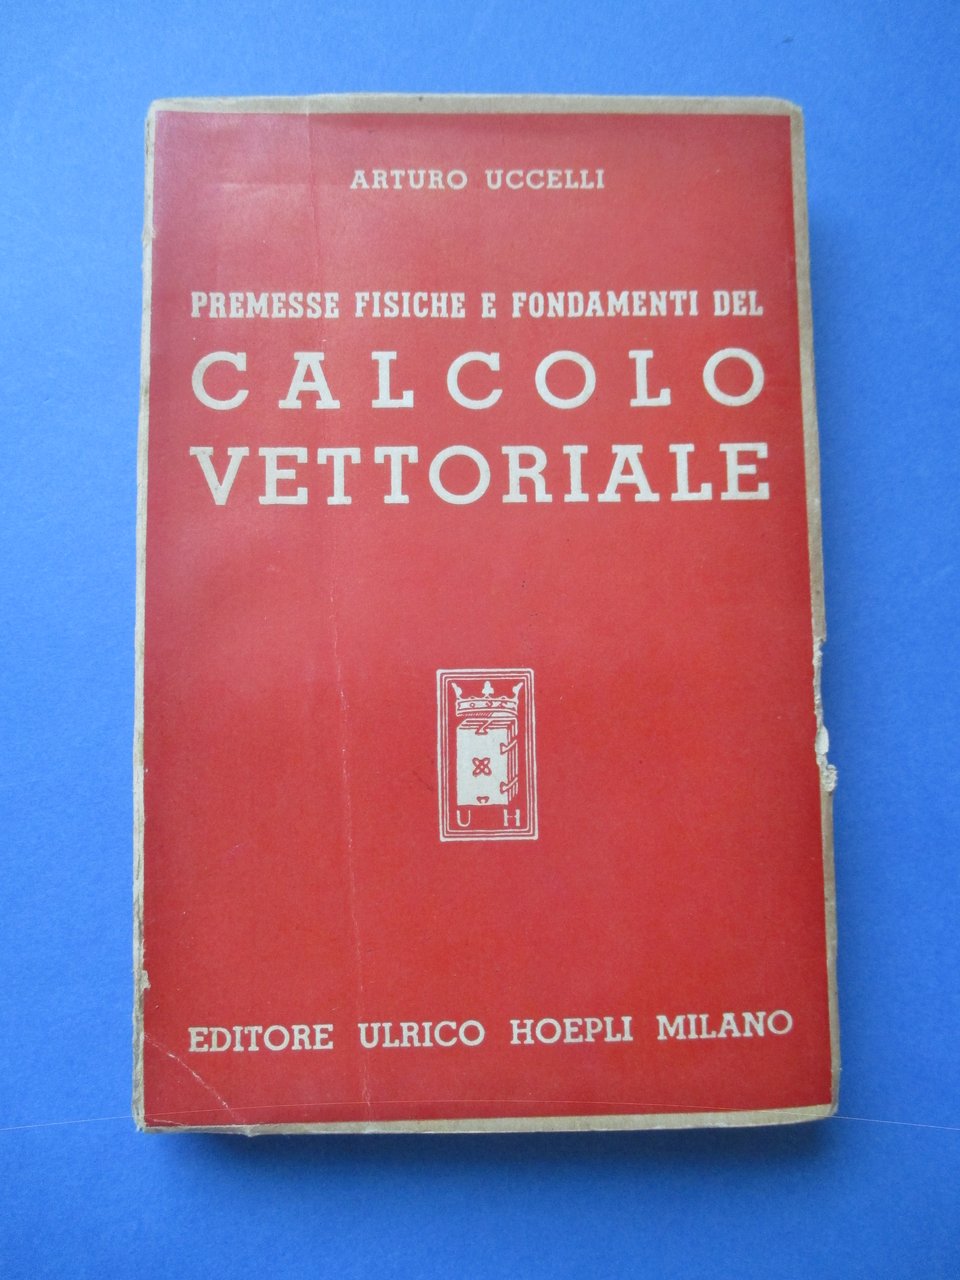 ARTURO UCCELLI
PREMESSE FISICHE E FONDAMENTI DEL
CALCOLO
VETTORIALE
U H
EDITORE ULRICO HOEPLI MILANO